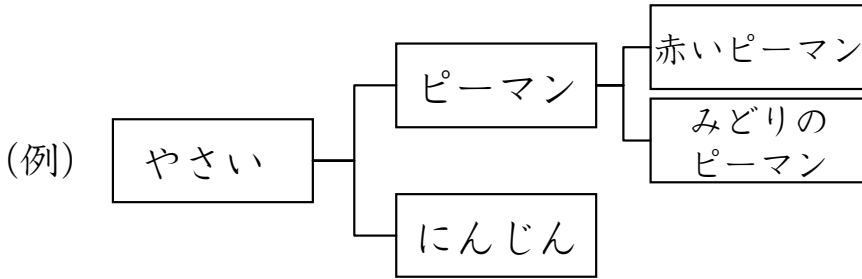 (例)
やさい
ピーマン
赤いピーマン
みどりの
ピーマン
にんじん